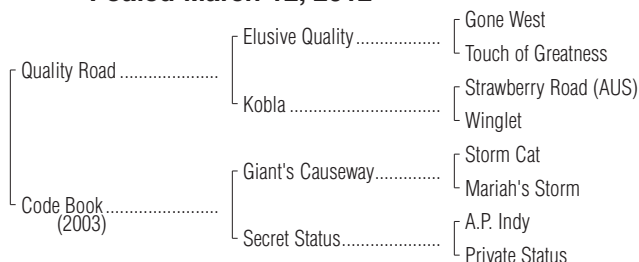 Foaled March 12, 2012
Gone West
Elusive Quality ..................
Touch of Greatness
Quality Road .....................
Strawberry Road (AUS)
Kobla ................................
Winglet
Storm Cat
Giant's Causeway ..............
Mariah's Storm
Code Book ........................
(2003)
A.P. Indy
Secret Status.....................
Private Status